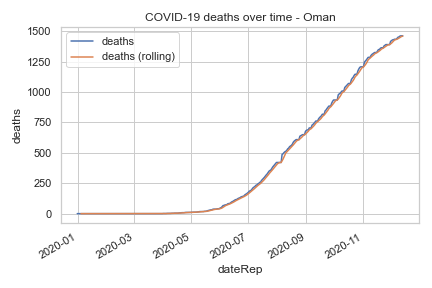 COVID-19 deaths over time - Oman
deaths
deaths (rolling)
1500
1250
1000
750
500
250
0
deaths
2020-01
2020-03
2020-05
2020-07
2020-09
2020-11
dateRep